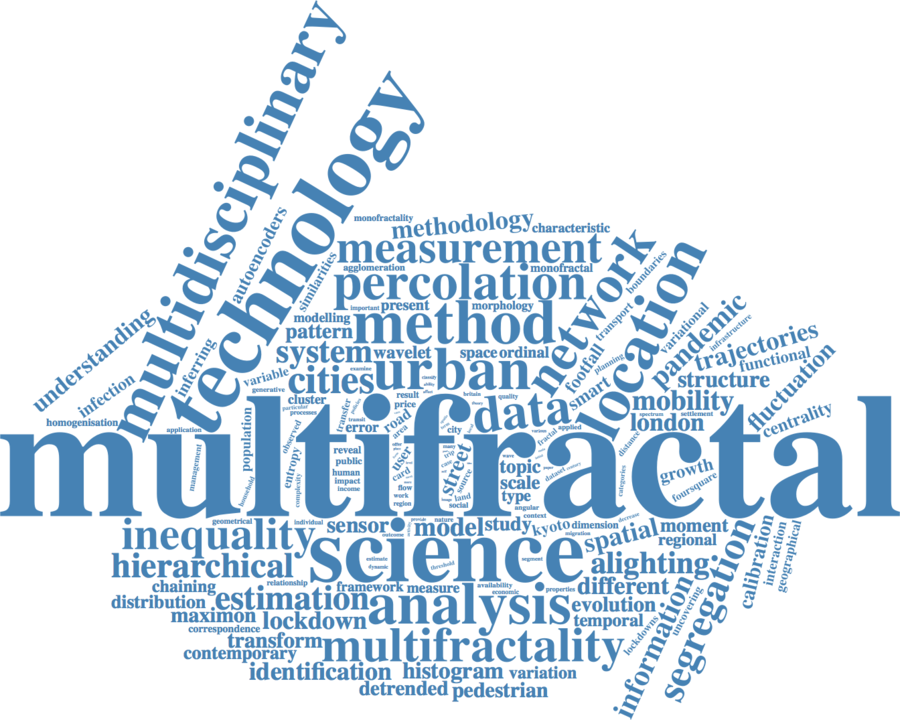 multidisciplinary
technology
autoencoders
similarities
understanding
infection
inferring
homogenisation
application
monofractality
methodology
characteristic
measurement
agglomeration
monofractal
percolation
important
present
morphology
modelling
method
pattern
system
wavelet
space
ordinal
network
boundaries
transport
location
footfall
planning
smart
variational
pandemic
infrastructure
trajectories
functional
structure
fluctuation
mobility
london
centrality
spectrum
settlement
variable
generative
cities
urban
examine
cluster
particular
processes
result
price
britain
quality
data
transfer
error
road
area
city
various
applied
fractal
multifractal
management
population
household
observed
entropy
complexity
reveal
public
human
impact
income
user
card
flow
work
region
many
street
source
land
social
wave
topic
scale
type
angular
context
dataset
distance
categories
growth
foursquare
geometrical
individual
inequality
sensor
outcome
provide
nature
model
study
kyoto
dimension
migration
decrease
spatial
moment
regional
science
estimate
dynamic
threshold
segment
hierarchical
alighting
chaining
relationship
framework
measure
availability
economic
properties
different
distribution
estimation
analysis
evolution
maximon
lockdown
temporal
correspondence
transform
multifractality
contemporary
identification
histogram
variation
detrended
pedestrian
information
lockdowns
uncovering
segregation
calibration
interaction
geographical